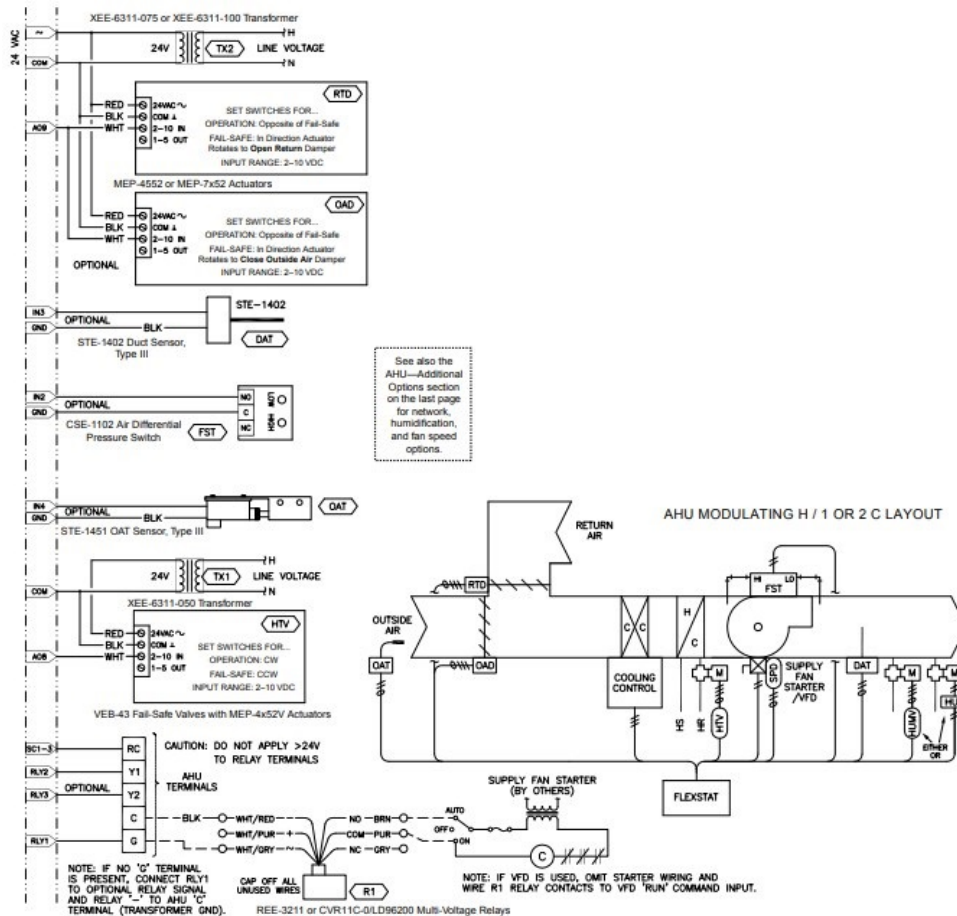 XEE-6311-075 or XEE-6311-100 Transformer
24 VAC
~
COM
24V
TX2
LINE VOLTAGE
H
N
RTD
RED
BLK
WHT
24VAC ~
COM ⊥
2-10 IN
1-5 OUT
SET SWITCHES FOR...
OPERATION: Opposite of Fail-Safe
FAIL-SAFE: In Direction Actuator
Rotates to Open Return Damper
INPUT RANGE: 2–10 VDC
AO9
MEP-4552 or MEP-7x52 Actuators
OAD
RED
BLK
WHT
24VAC ~
COM ⊥
2-10 IN
1-5 OUT
SET SWITCHES FOR...
OPERATION: Opposite of Fail-Safe
FAIL-SAFE: In Direction Actuator
Rotates to Close Outside Air Damper
INPUT RANGE: 2–10 VDC
OPTIONAL
IN3
GND
OPTIONAL
BLK
STE-1402
DAT
STE-1402 Duct Sensor,
Type III
See also the
AHU—Additional
Options section
on the last page
for network,
humidification,
and fan speed
options.
IN2
GND
OPTIONAL
NO
C
NC
LOW
HIGH
CSE-1102 Air Differential
Pressure Switch
FST
IN4
GND
OPTIONAL
BLK
OAT
STE-1451 OAT Sensor, Type III
24V
TX1
LINE VOLTAGE
H
N
COM
XEE-6311-050 Transformer
HTV
RED
BLK
WHT
24VAC ~
COM ⊥
2-10 IN
1-5 OUT
SET SWITCHES FOR...
OPERATION: CW
FAIL-SAFE: CCW
INPUT RANGE: 2–10 VDC
AO8
VEB-43 Fail-Safe Valves with MEP-4x52V Actuators
SC1-3
RLY2
RLY3
RLY1
OPTIONAL
RC
Y1
Y2
C
G
CAUTION: DO NOT APPLY >24V
TO RELAY TERMINALS
AHU
TERMINALS
BLK
WHT/RED
WHT/PUR
+
WHT/GRY
~
NO
BRN
COM
PUR
NC
GRY
CAP OFF ALL
UNUSED WIRES
R1
NOTE: IF NO 'G' TERMINAL
IS PRESENT, CONNECT RLY1
TO OPTIONAL RELAY SIGNAL
AND RELAY '–' TO AHU 'C'
TERMINAL (TRANSFORMER GND).
REE-3211 or CVR11C-0/LD96200 Multi-Voltage Relays
SUPPLY FAN STARTER
(BY OTHERS)
AUTO
OFF
ON
C
NOTE: IF VFD IS USED, OMIT STARTER WIRING AND
WIRE R1 RELAY CONTACTS TO VFD 'RUN' COMMAND INPUT.
AHU MODULATING H / 1 OR 2 C LAYOUT
RETURN
AIR
RTD
OUTSIDE
AIR
OAT
OAD
C
C
H
C
HI
LO
FST
COOLING
CONTROL
HS
HR
M
HTV
SPD
SUPPLY
FAN
STARTER
/VFD
DAT
M
HUMV
M
EITHER
OR
FLEXSTAT